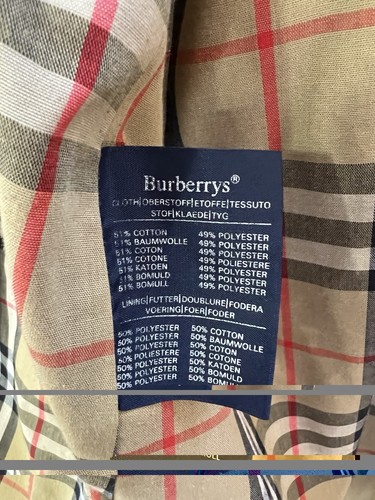 Burberrys®
CLOTH|OBERSTOFF|ETOFFE|TESSUTO
STOF|KLAEDE|TYG
51% COTTON 49% POLYESTER
51% BAUMWOLLE 49% POLYESTER
51% COTON 49% POLYESTER
51% COTONE 49% POLIESTERE
51% KATOEN 49% POLYESTER
51% BOMULD 49% POLYESTER
51% BOMULL 49% POLYESTER
LINING|FUTTER|DOUBLURE|FODERA
VOERING|FOER|FODER
50% POLYESTER 50% COTTON
50% POLYESTER 50% BAUMWOLLE
50% POLYESTER 50% COTON
50% POLIESTERE 50% COTONE
50% POLYESTER 50% KATOEN
50% POLYESTER 50% BOMULD
50% POLYESTER 50%